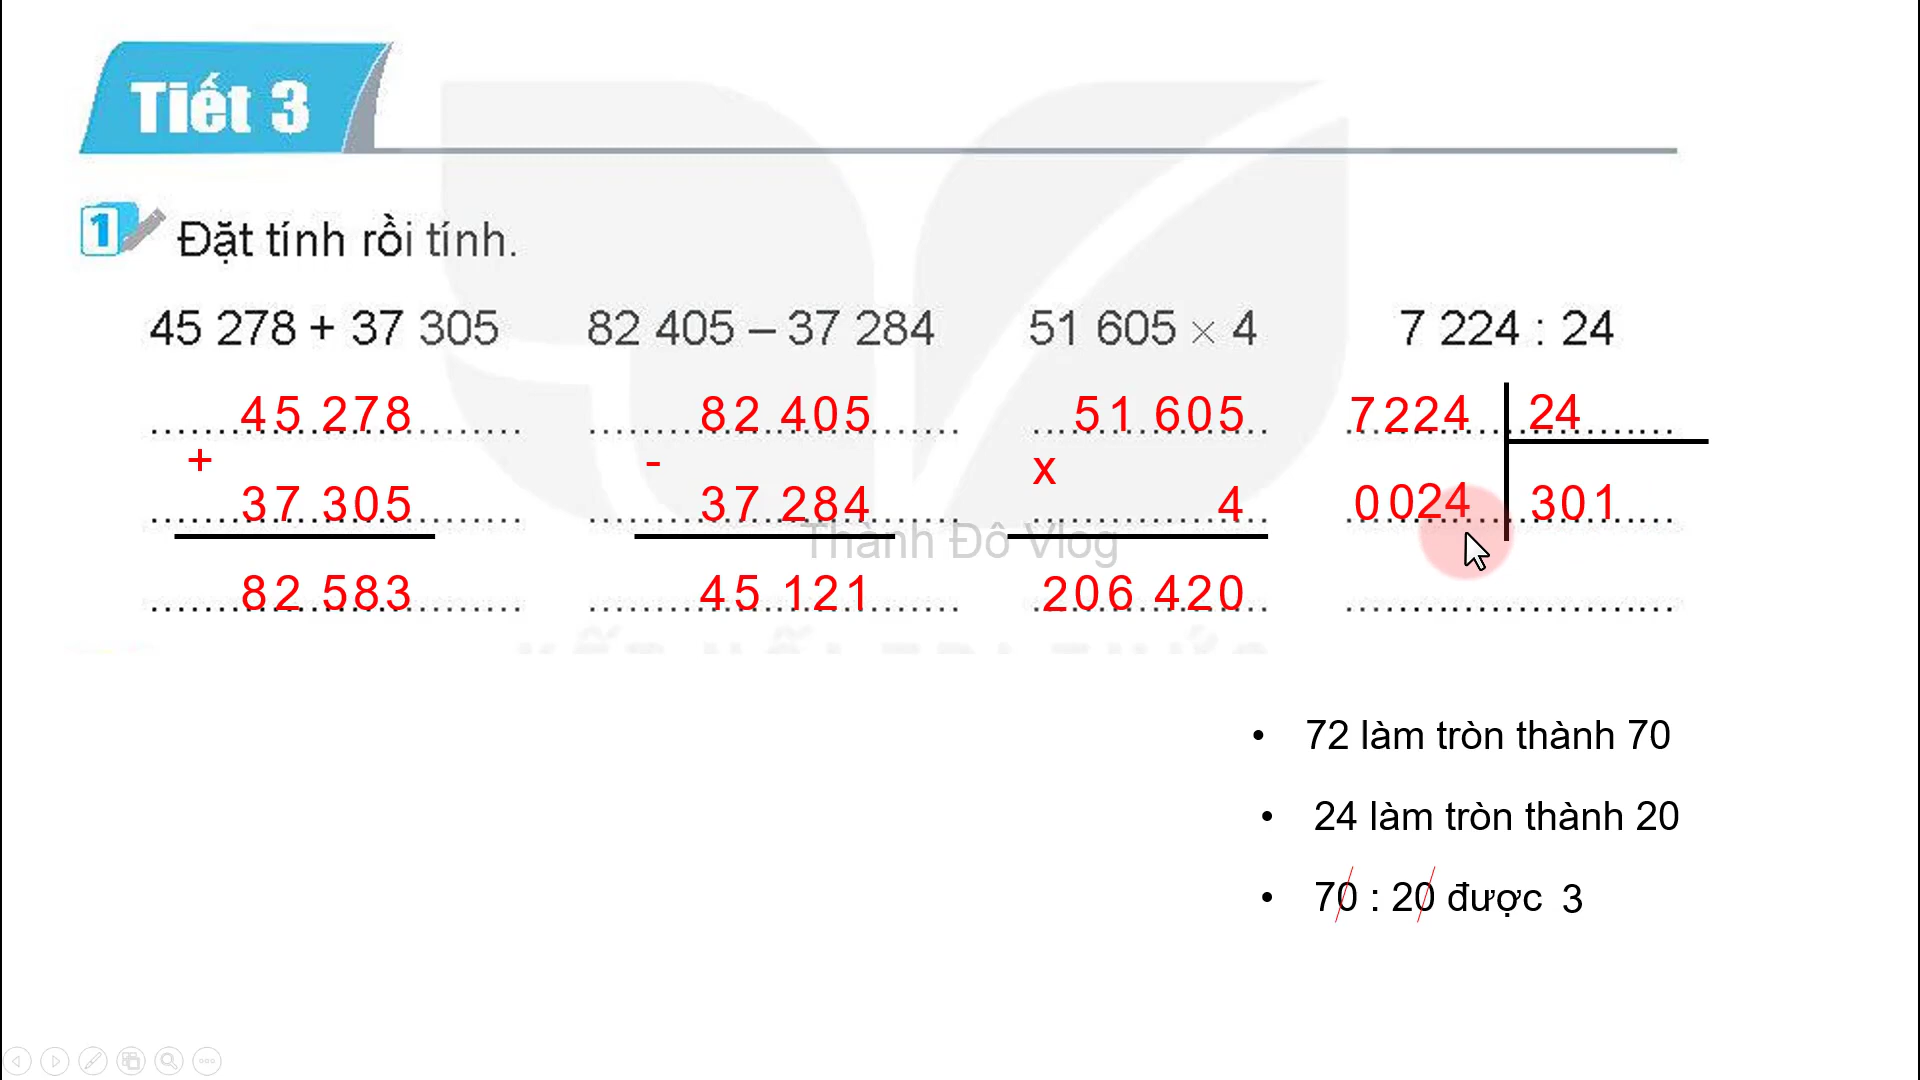 Tiết 3
1 Đặt tính rồi tính.
45 278 + 37 305 82 405 – 37 284 51 605 × 4 7 224 : 24
45 278 82 405 51 605 7224 24
+ - x
37 305 37 284 4 0024 301
Thành Đô Vlog
82 583 45 121 206 420
• 72 làm tròn thành 70
• 24 làm tròn thành 20
• 70 : 20 được 3